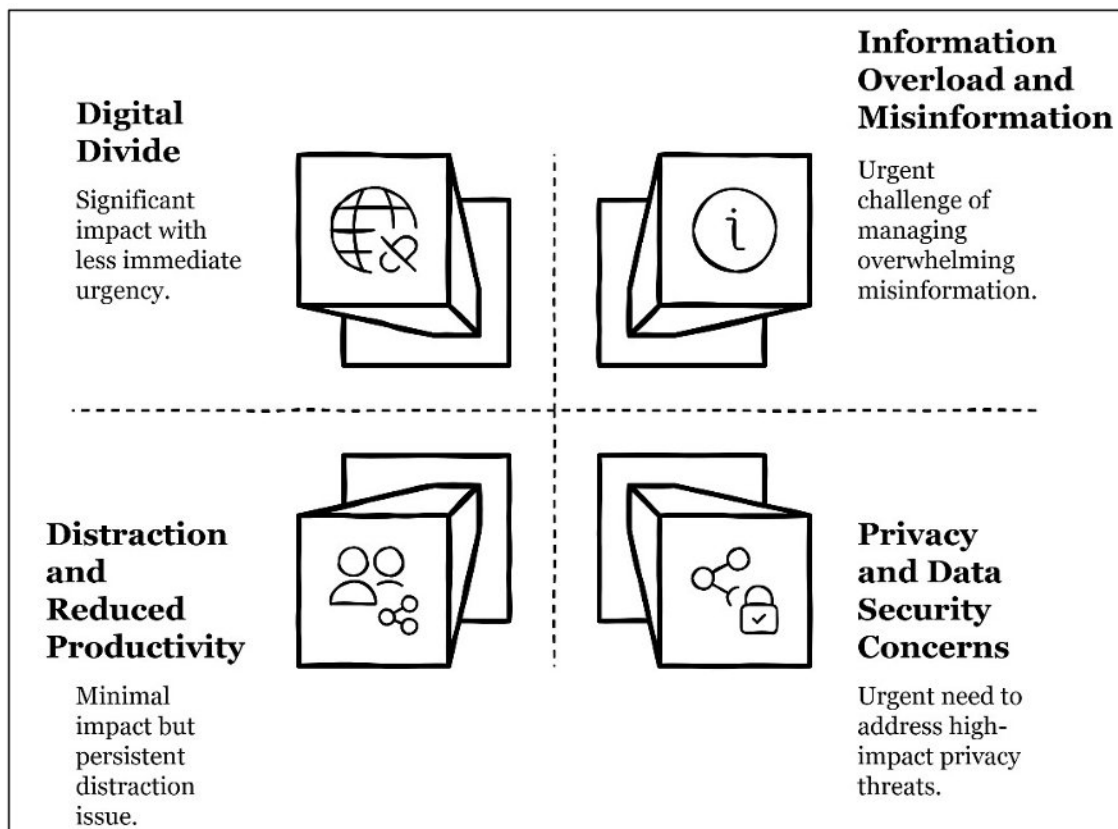 Digital
Divide
Significant
impact with
less immediate
urgency.
Information
Overload and
Misinformation
Urgent
challenge of
managing
overwhelming
misinformation.
i
Distraction
and
Reduced
Productivity
Minimal
impact but
persistent
distraction
issue.
Privacy
and Data
Security
Concerns
Urgent need to
address high-
impact privacy
threats.